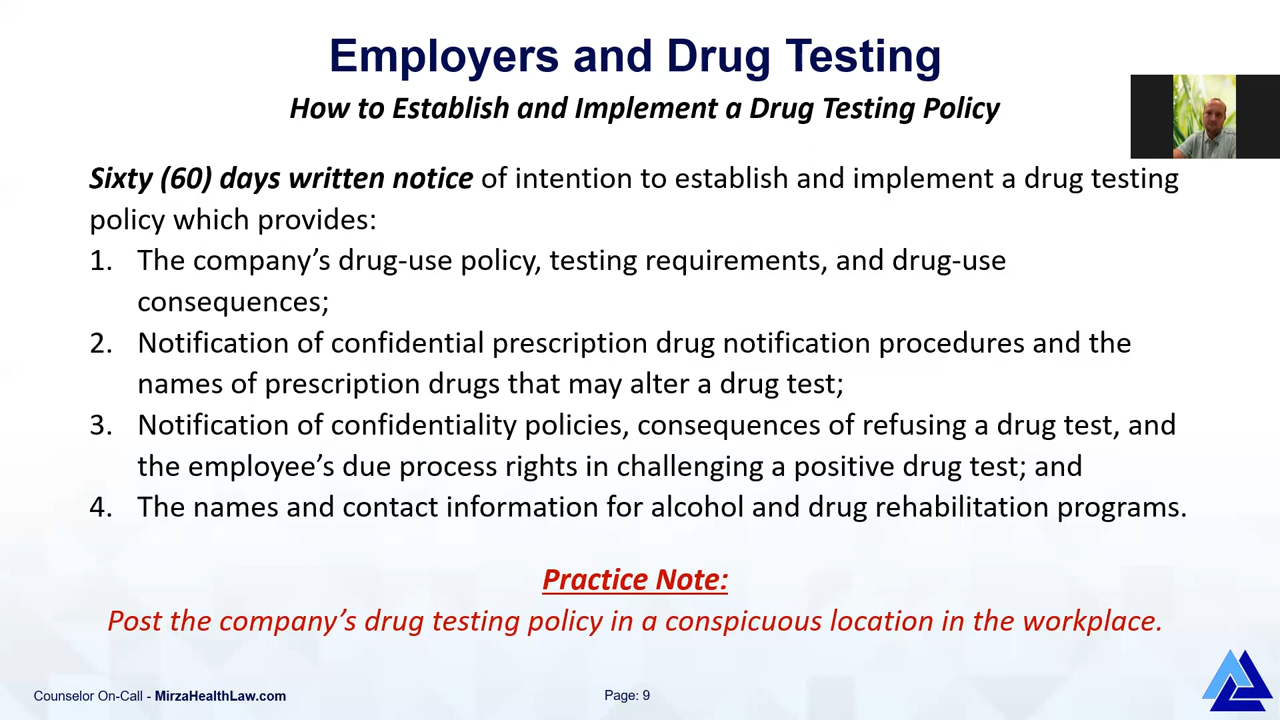 Employers and Drug Testing
How to Establish and Implement a Drug Testing Policy
Sixty (60) days written notice of intention to establish and implement a drug testing
policy which provides:
1. The company’s drug-use policy, testing requirements, and drug-use
consequences;
2. Notification of confidential prescription drug notification procedures and the
names of prescription drugs that may alter a drug test;
3. Notification of confidentiality policies, consequences of refusing a drug test, and
the employee’s due process rights in challenging a positive drug test; and
4. The names and contact information for alcohol and drug rehabilitation programs.
Practice Note:
Post the company’s drug testing policy in a conspicuous location in the workplace.
Counselor On-Call - MirzaHealthLaw.com
Page: 9